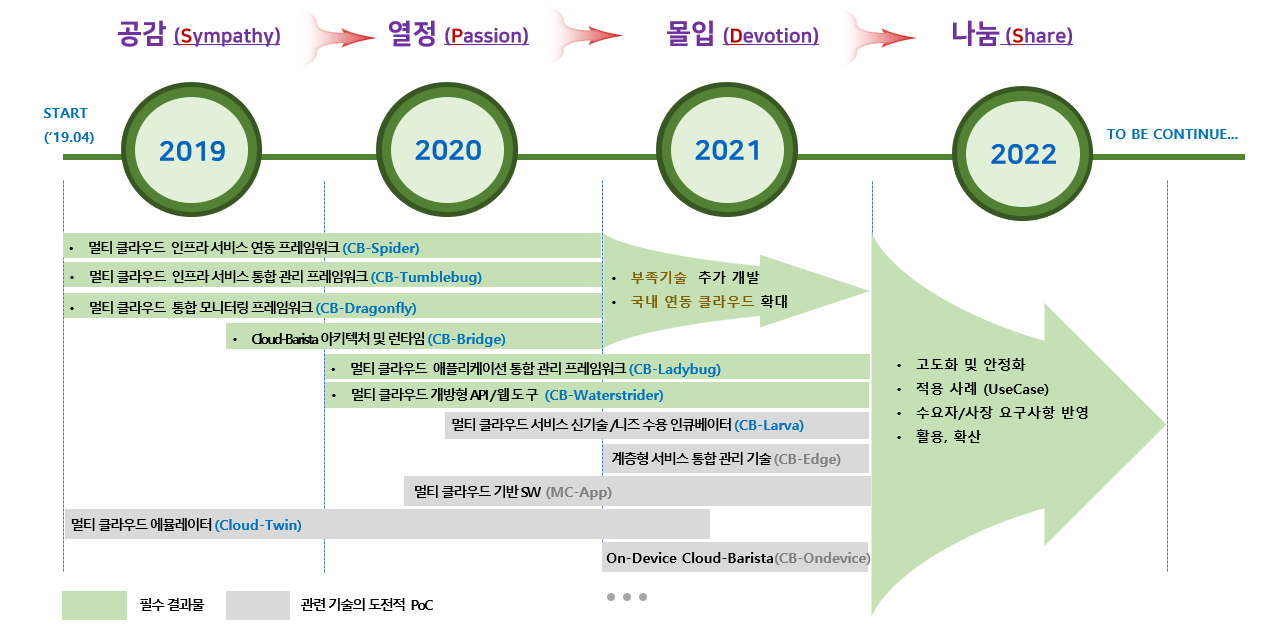 공감 (Sympathy)
열정 (Passion)
몰입 (Devotion)
나눔 (Share)
START
('19.04)
2019
2020
2021
2022
TO BE CONTINUE...
• 멀티 클라우드 인프라 서비스 연동 프레임워크 (CB-Spider)
• 멀티 클라우드 인프라 서비스 통합 관리 프레임워크 (CB-Tumblebug)
• 멀티 클라우드 통합 모니터링 프레임워크 (CB-Dragonfly)
• Cloud-Barista 아키텍처 및 런타임 (CB-Bridge)
• 부족기술 추가 개발
• 국내 연동 클라우드 확대
• 멀티 클라우드 애플리케이션 통합 관리 프레임워크 (CB-Ladybug)
• 멀티 클라우드 개방형 API/웹 도구 (CB-Waterstrider)
멀티 클라우드 서비스 신기술/니즈 수용 인큐베이터 (CB-Larva)
계층형 서비스 통합 관리 기술 (CB-Edge)
멀티 클라우드 기반 SW (MC-App)
멀티 클라우드 에뮬레이터 (Cloud-Twin)
On-Device Cloud-Barista(CB-Ondevice)
• 고도화 및 안정화
• 적용 사례 (UseCase)
• 수요자/사장 요구사항 반영
• 활용, 확산
필수 결과물
관련 기술의 도전적 PoC